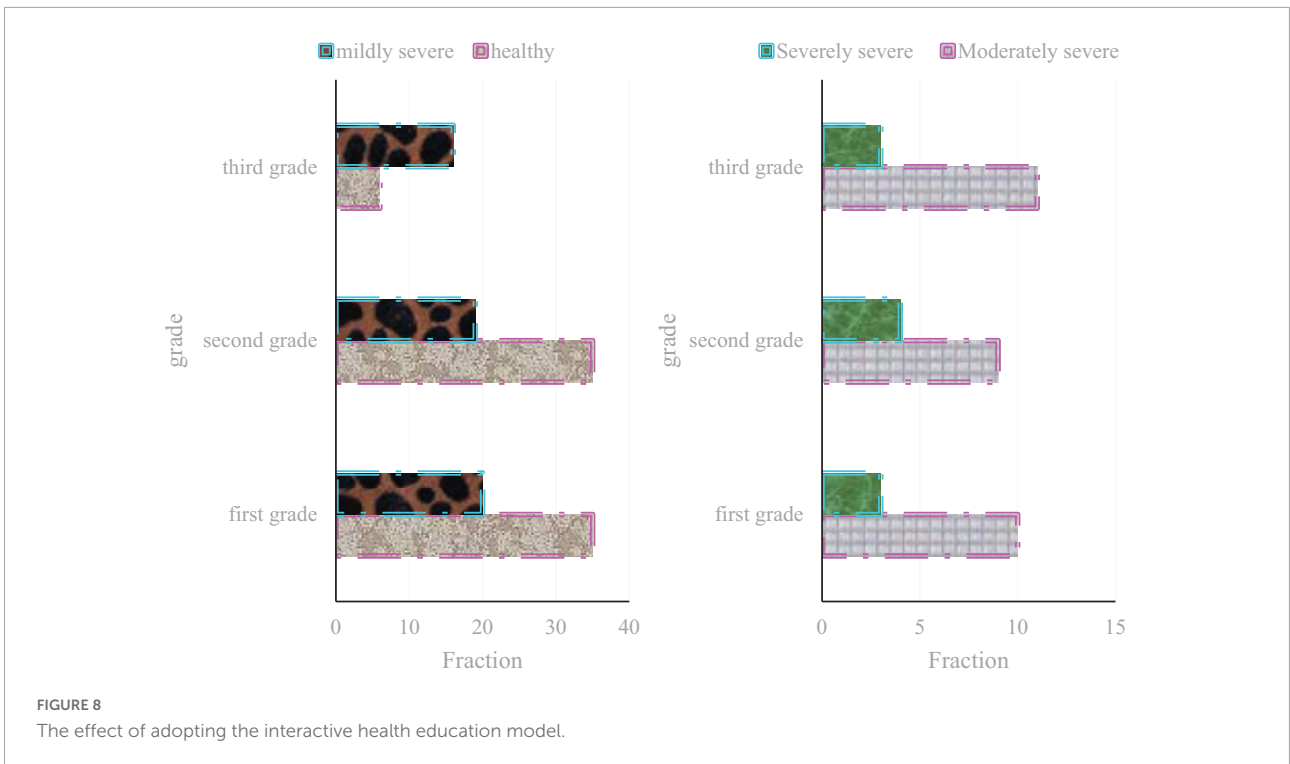 mildly severe healthy
third grade
second grade
first grade
grade
0 10 20 30 40
Fraction
Severely severe Moderately severe
third grade
second grade
first grade
grade
0 5 10 15
Fraction
FIGURE 8
The effect of adopting the interactive health education model.